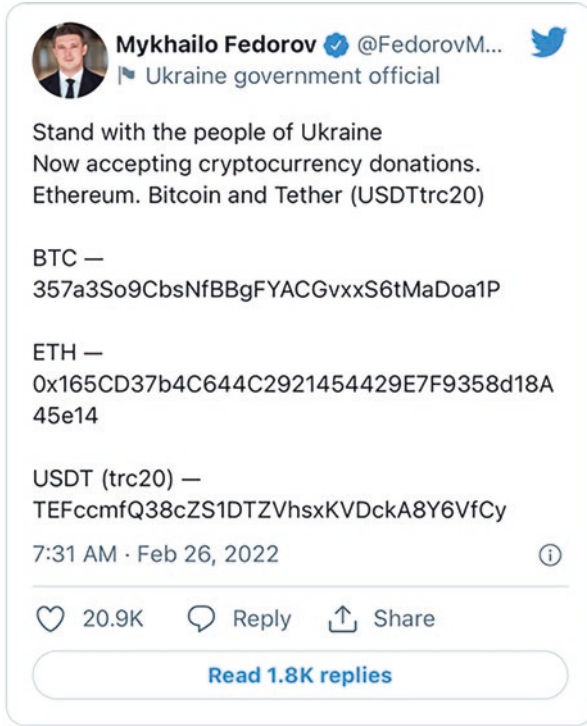 Mykhailo Fedorov @FedorovM...
Ukraine government official
Stand with the people of Ukraine
Now accepting cryptocurrency donations.
Ethereum. Bitcoin and Tether (USDTtrc20)
BTC —
357a3So9CbsNfBBgFYACGvxxS6tMaDoa1P
ETH —
0x165CD37b4C644C2921454429E7F9358d18A
45e14
USDT (trc20) —
TEFccmfQ38cZS1DTZVhsxKVDckA8Y6VfCy
7:31 AM · Feb 26, 2022
20.9K Reply Share
Read 1.8K replies